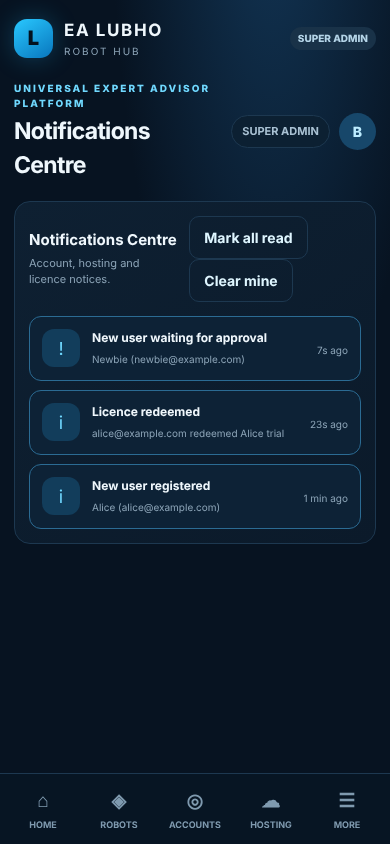 L
EA LUBHO
ROBOT HUB
SUPER ADMIN
UNIVERSAL EXPERT ADVISOR
PLATFORM
Notifications
Centre
SUPER ADMIN
B
Notifications Centre
Account, hosting and
licence notices.
Mark all read
Clear mine
!
New user waiting for approval
Newbie (newbie@example.com)
7s ago
i
Licence redeemed
alice@example.com redeemed Alice trial
23s ago
i
New user registered
Alice (alice@example.com)
1 min ago
HOME
ROBOTS
ACCOUNTS
HOSTING
MORE